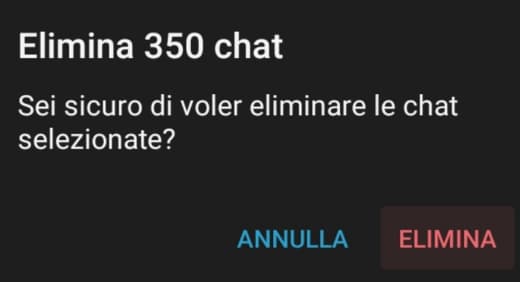 Elimina 350 chat
Sei sicuro di voler eliminare le chat
selezionate?
ANNULLA ELIMINA